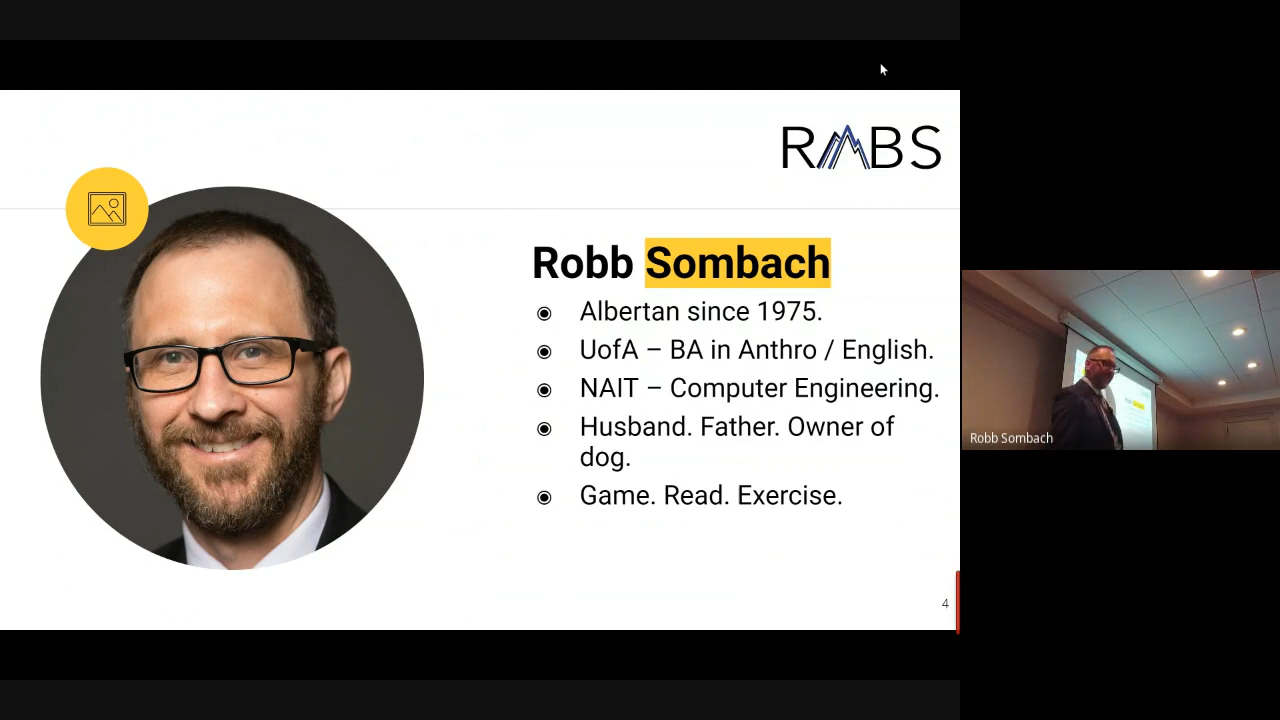 RMBS
Robb Sombach
Albertan since 1975.
UofA – BA in Anthro / English.
NAIT – Computer Engineering.
Husband. Father. Owner of
dog.
Game. Read. Exercise.
4
Robb Sombach